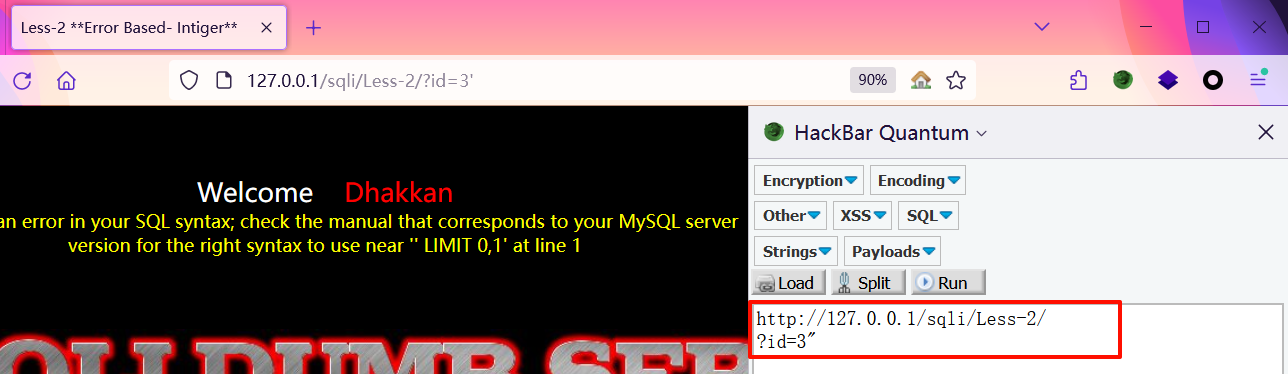 Less-2 **Error Based- Intiger**
127.0.0.1/sqli/Less-2/?id=3'
90%
HackBar Quantum
Welcome Dhakkan
an error in your SQL syntax; check the manual that corresponds to your MySQL server
version for the right syntax to use near '' LIMIT 0,1' at line 1
Encryption
Encoding
Other
XSS
SQL
Strings
Payloads
Load
Split
Run
http://127.0.0.1/sqli/Less-2/
?id=3"